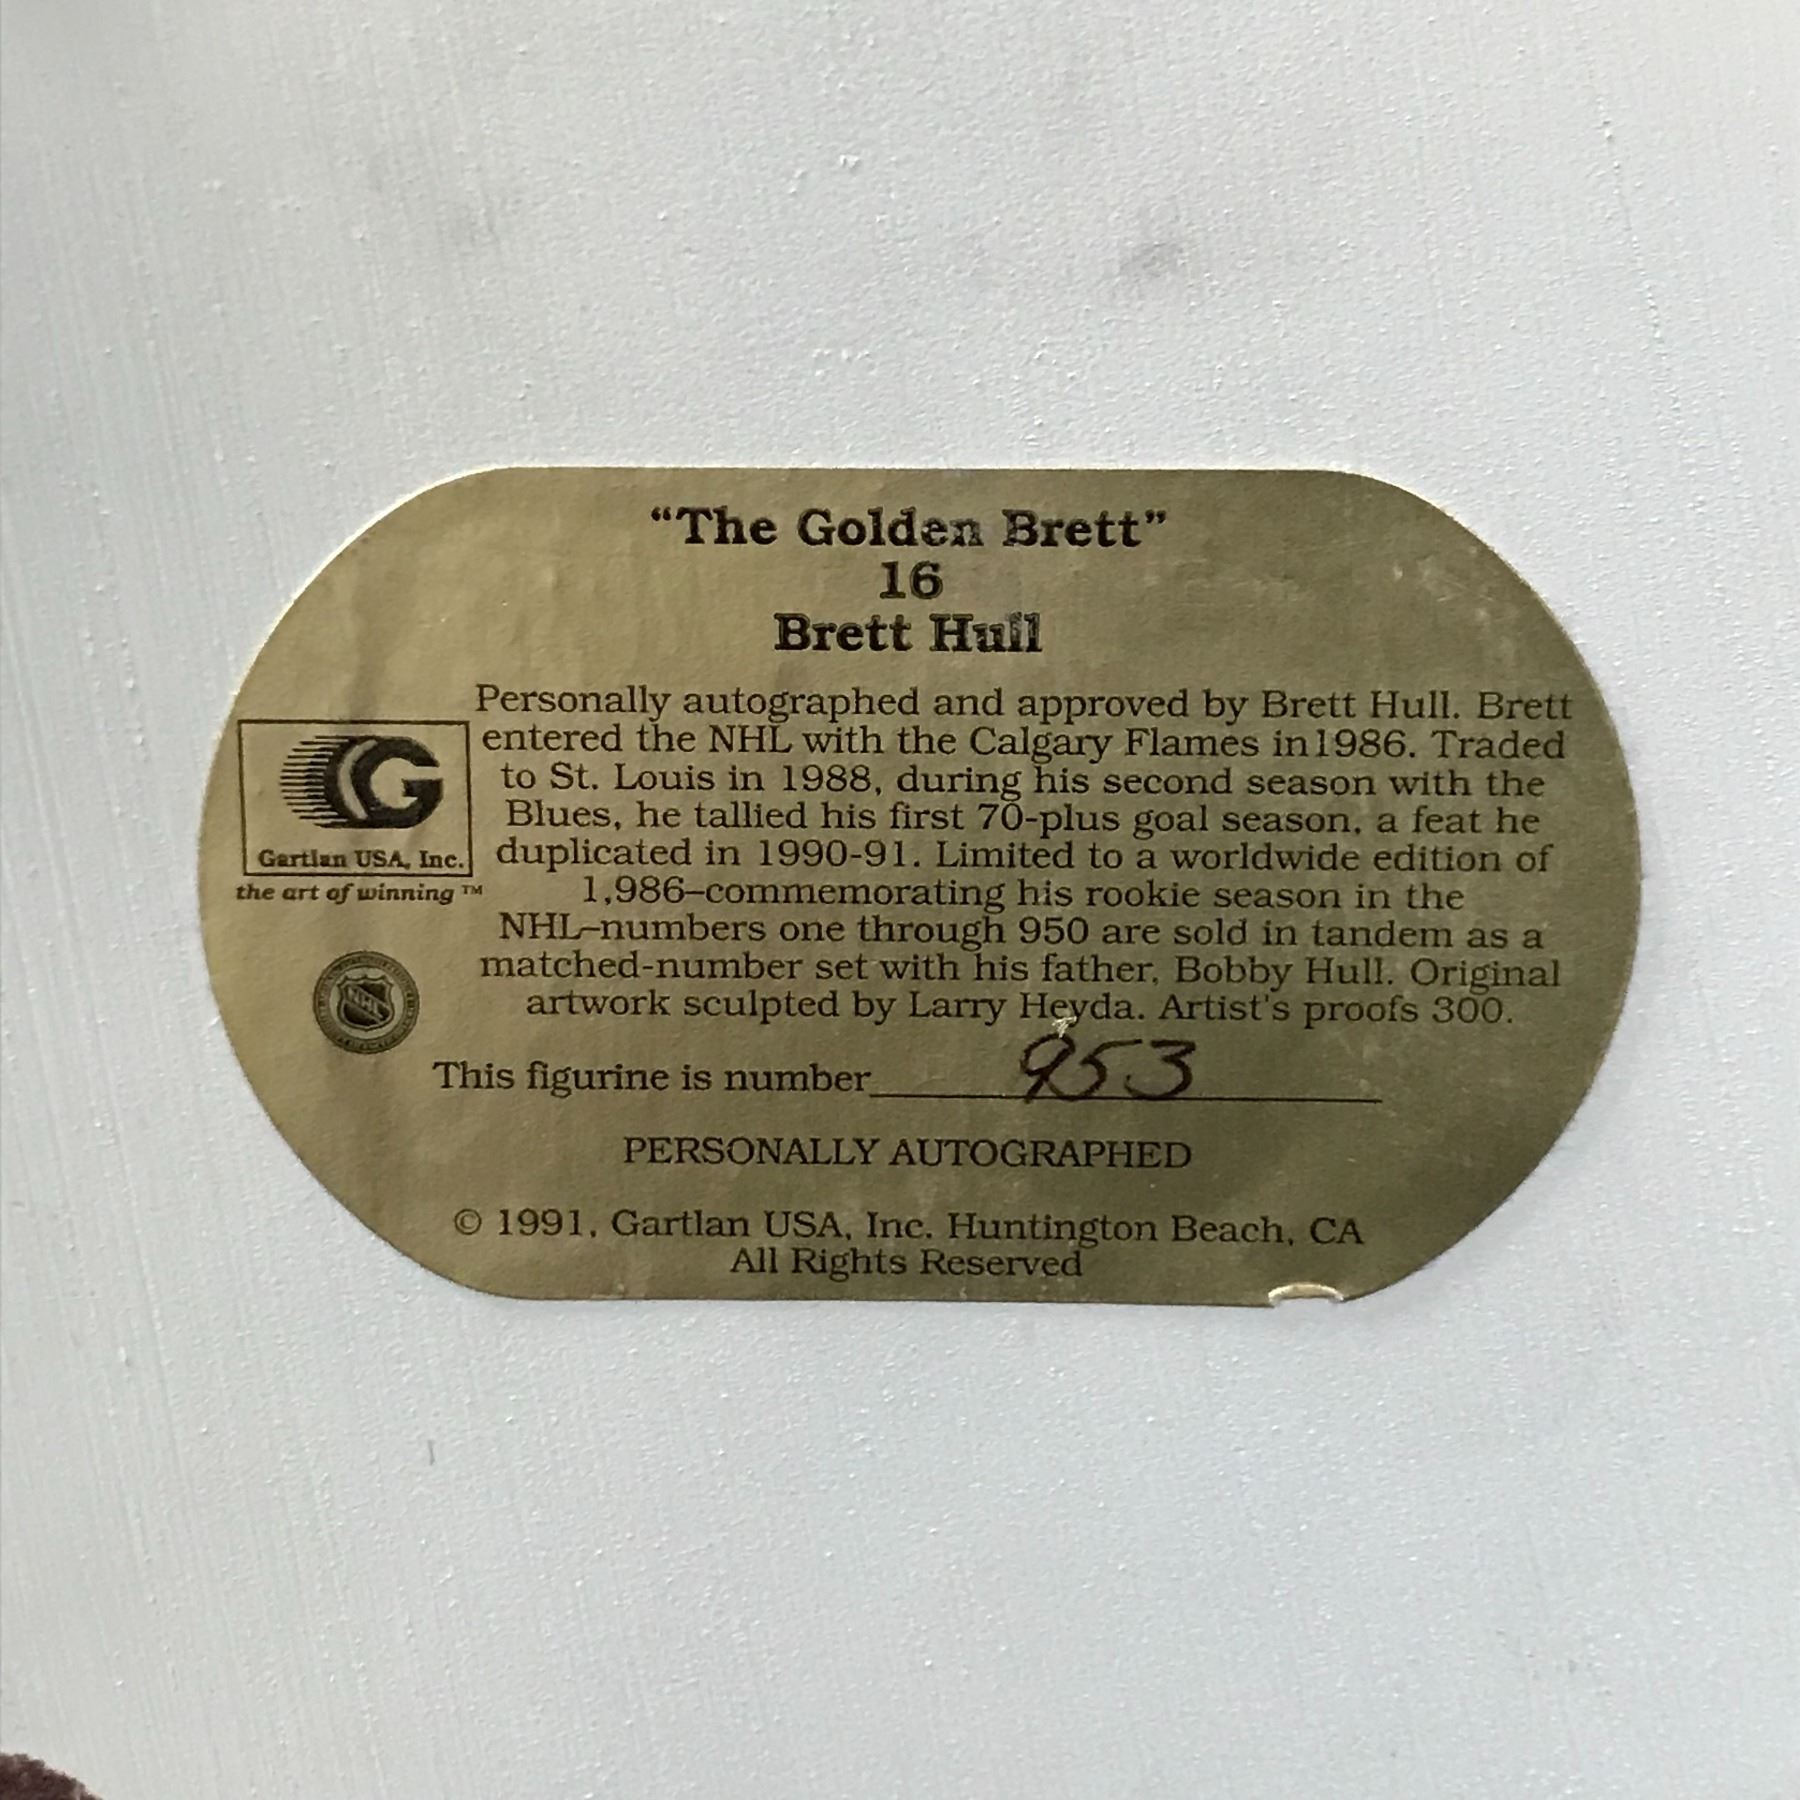 “The Golden Brett”
16
Brett Hull
Personally autographed and approved by Brett Hull. Brett
entered the NHL with the Calgary Flames in1986. Traded
to St. Louis in 1988, during his second season with the
Blues, he tallied his first 70-plus goal season, a feat he
duplicated in 1990-91. Limited to a worldwide edition of
1,986–commemorating his rookie season in the
NHL–numbers one through 950 are sold in tandem as a
matched-number set with his father, Bobby Hull. Original
artwork sculpted by Larry Heyda. Artist's proofs 300.
G
Gartlan USA, Inc.
the art of winning ™
NHL
This figurine is number 953
PERSONALLY AUTOGRAPHED
© 1991, Gartlan USA, Inc. Huntington Beach, CA
All Rights Reserved